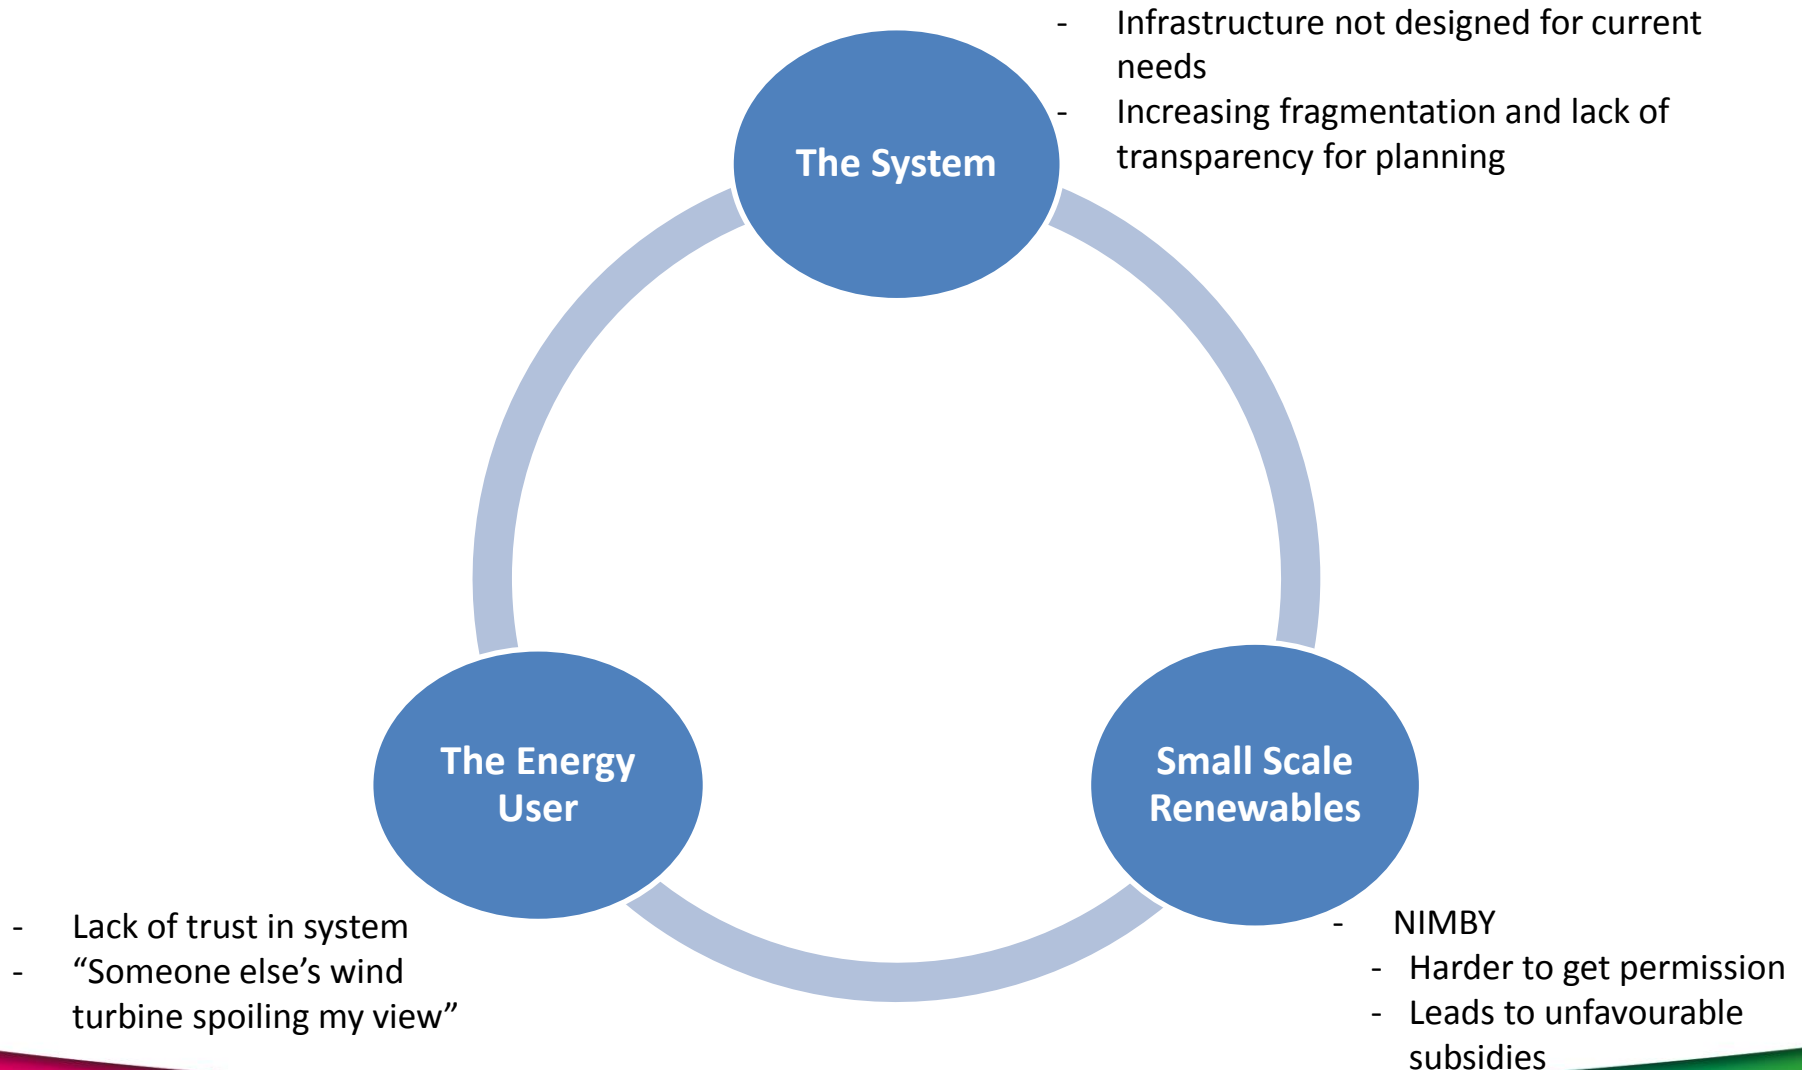 - Infrastructure not designed for current
needs
- Increasing fragmentation and lack of
transparency for planning
The System
The Energy
User
Small Scale
Renewables
- Lack of trust in system
- “Someone else’s wind
turbine spoiling my view”
- NIMBY
- Harder to get permission
- Leads to unfavourable
subsidies